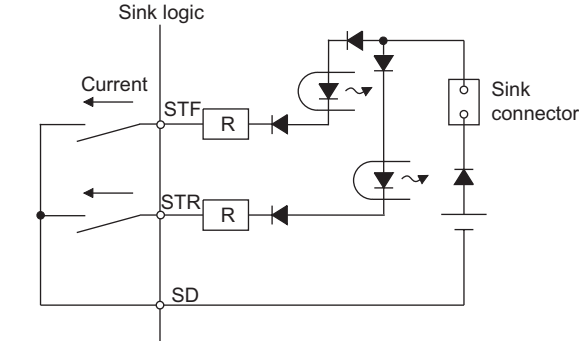 Sink logic
Current
STF
R
Sink
connector
STR
R
SD